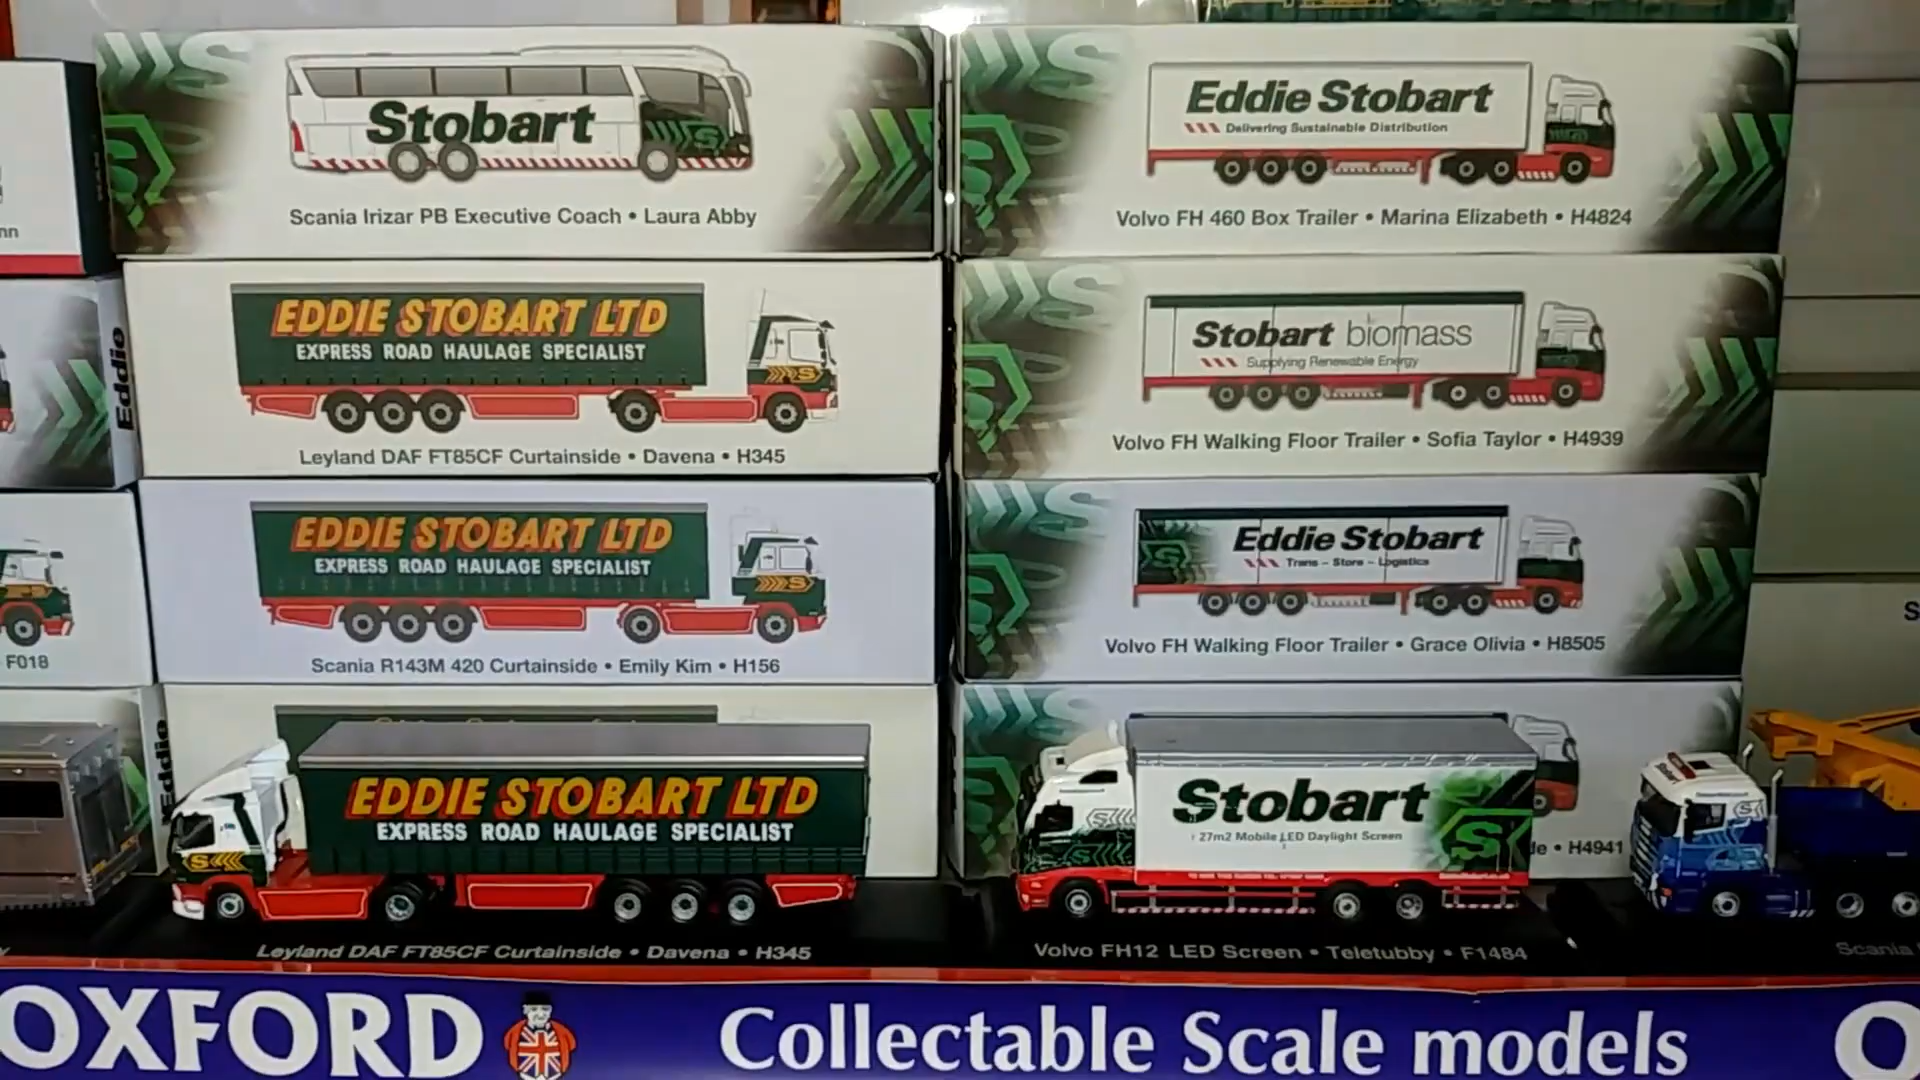 Stobart
Scania Irizar PB Executive Coach • Laura Abby
Eddie Stobart
Delivering Sustainable Distribution
Volvo FH 460 Box Trailer • Marina Elizabeth • H4824
nn
EDDIE STOBART LTD
EXPRESS ROAD HAULAGE SPECIALIST
Leyland DAF FT85CF Curtainside • Davena • H345
Eddie
Stobart biomass
Supplying Renewable Energy
Volvo FH Walking Floor Trailer • Sofia Taylor • H4939
EDDIE STOBART LTD
EXPRESS ROAD HAULAGE SPECIALIST
Scania R143M 420 Curtainside • Emily Kim • H156
F018
Eddie Stobart
Trans - Store - Logistics
Volvo FH Walking Floor Trailer • Grace Olivia • H8505
S
Eddie
EDDIE STOBART LTD
EXPRESS ROAD HAULAGE SPECIALIST
Leyland DAF FT85CF Curtainside • Davena • H345
Stobart
27m2 Mobile LED Daylight Screen
de • H4941
Volvo FH12 LED Screen • Teletubby • F1484
Scania
OXFORD Collectable Scale models O